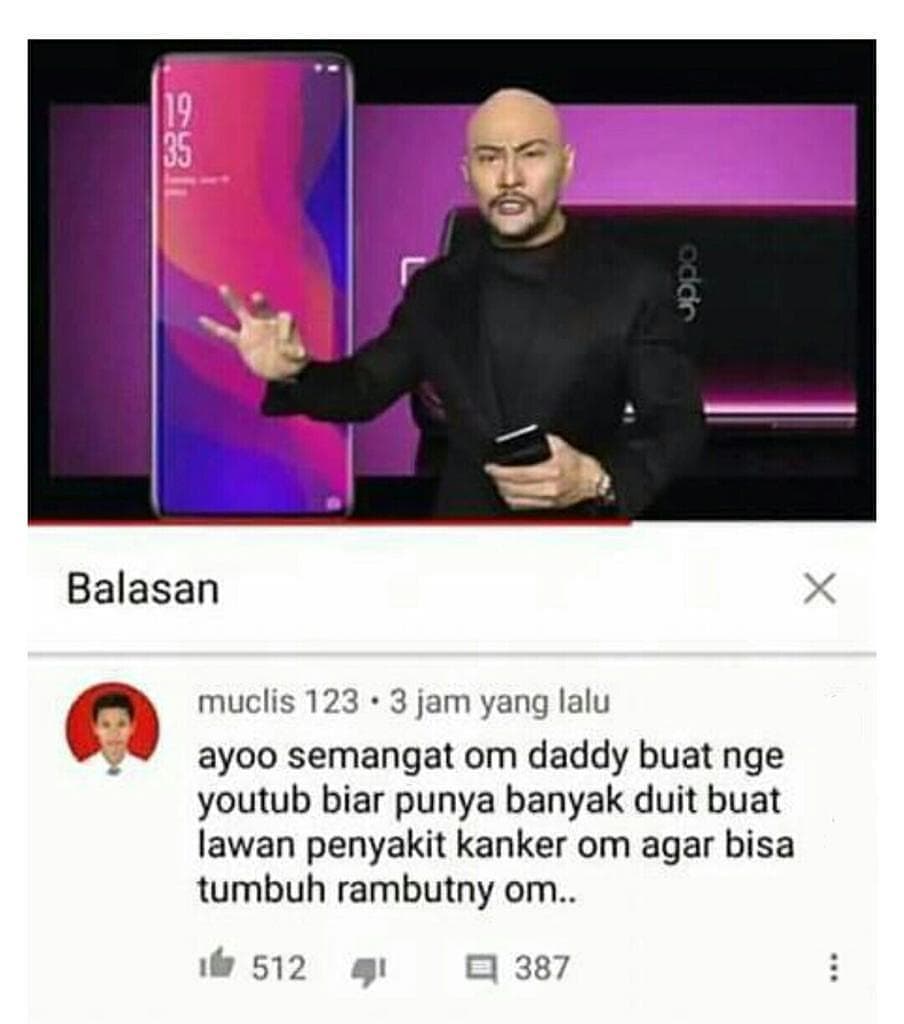 19
35
oppo
Balasan
muclis 123 • 3 jam yang lalu
ayoo semangat om daddy buat nge
youtub biar punya banyak duit buat
lawan penyakit kanker om agar bisa
tumbuh rambutny om..
512
387